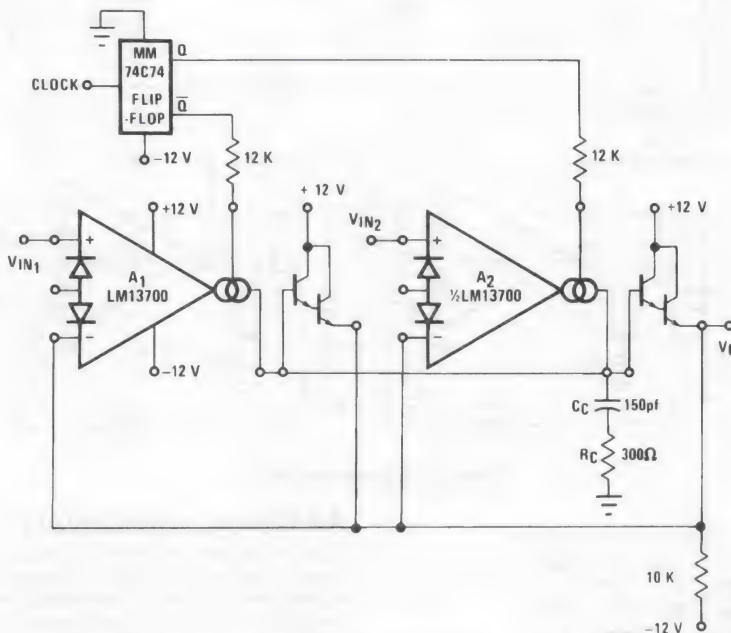 MM
74C74
FLIP
-FLOP
CLOCK
Q
Q̅
-12 V
12 K
12 K
+12 V
+ 12 V
+12 V
VIN1
+
A1
LM13700
-
-12 V
VIN2
+
A2
½LM13700
-
CC 150pf
RC 300Ω
10 K
-12 V